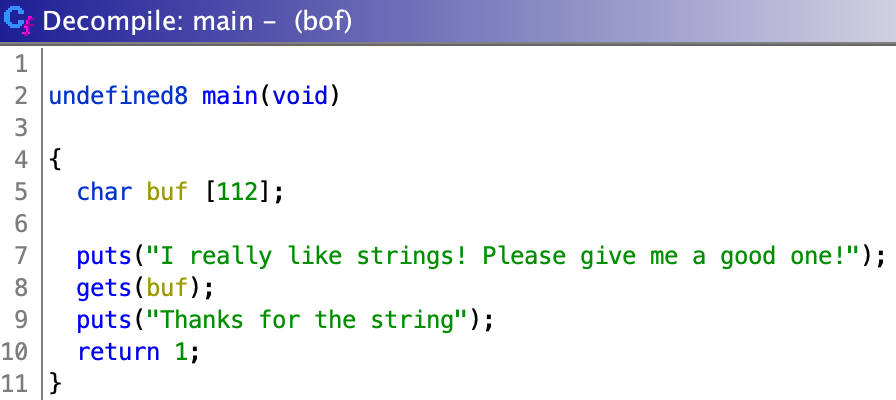 Decompile: main – (bof)
1
2 undefined8 main(void)
3
4 {
5   char buf [112];
6
7   puts("I really like strings! Please give me a good one!");
8   gets(buf);
9   puts("Thanks for the string");
10   return 1;
11 }